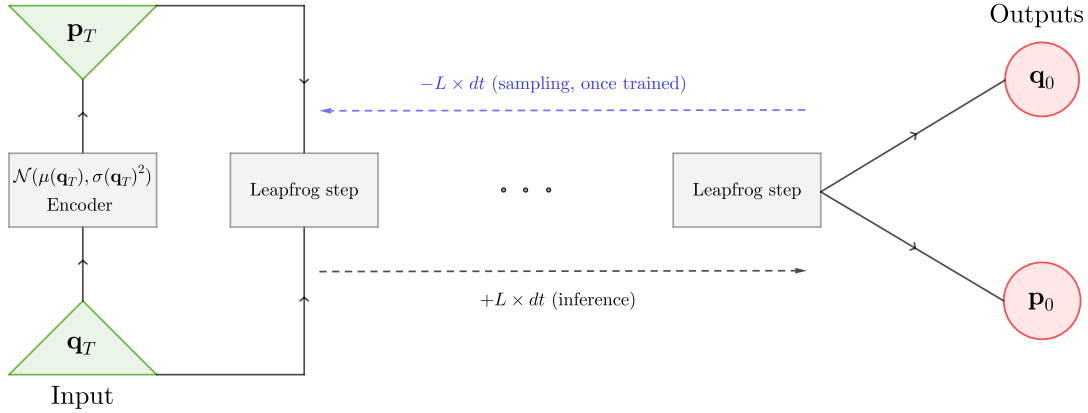 Outputs
𝐩_T
𝐪_0
−L × dt (sampling, once trained)
𝒩(μ(𝐪_T), σ(𝐪_T)²)
Encoder
Leapfrog step
Leapfrog step
+L × dt (inference)
𝐩_0
𝐪_T
Input